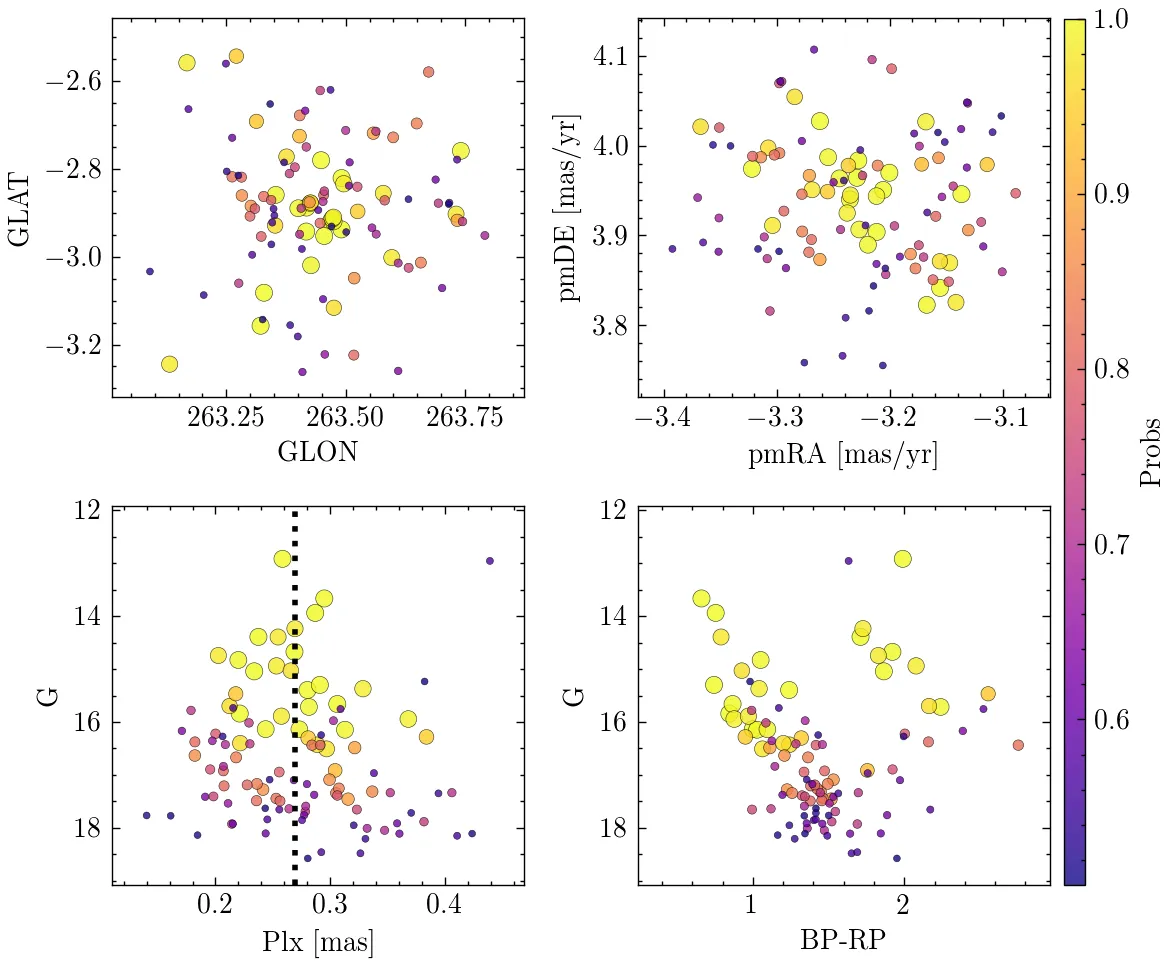 −2.6
−2.8
−3.0
−3.2
GLAT
263.25 263.50 263.75
GLON
4.1
4.0
3.9
3.8
pmDE [mas/yr]
−3.4 −3.3 −3.2 −3.1
pmRA [mas/yr]
1.0
0.9
0.8
0.7
0.6
Probs
12
14
16
18
G
0.2 0.3 0.4
Plx [mas]
12
14
16
18
G
1 2
BP-RP